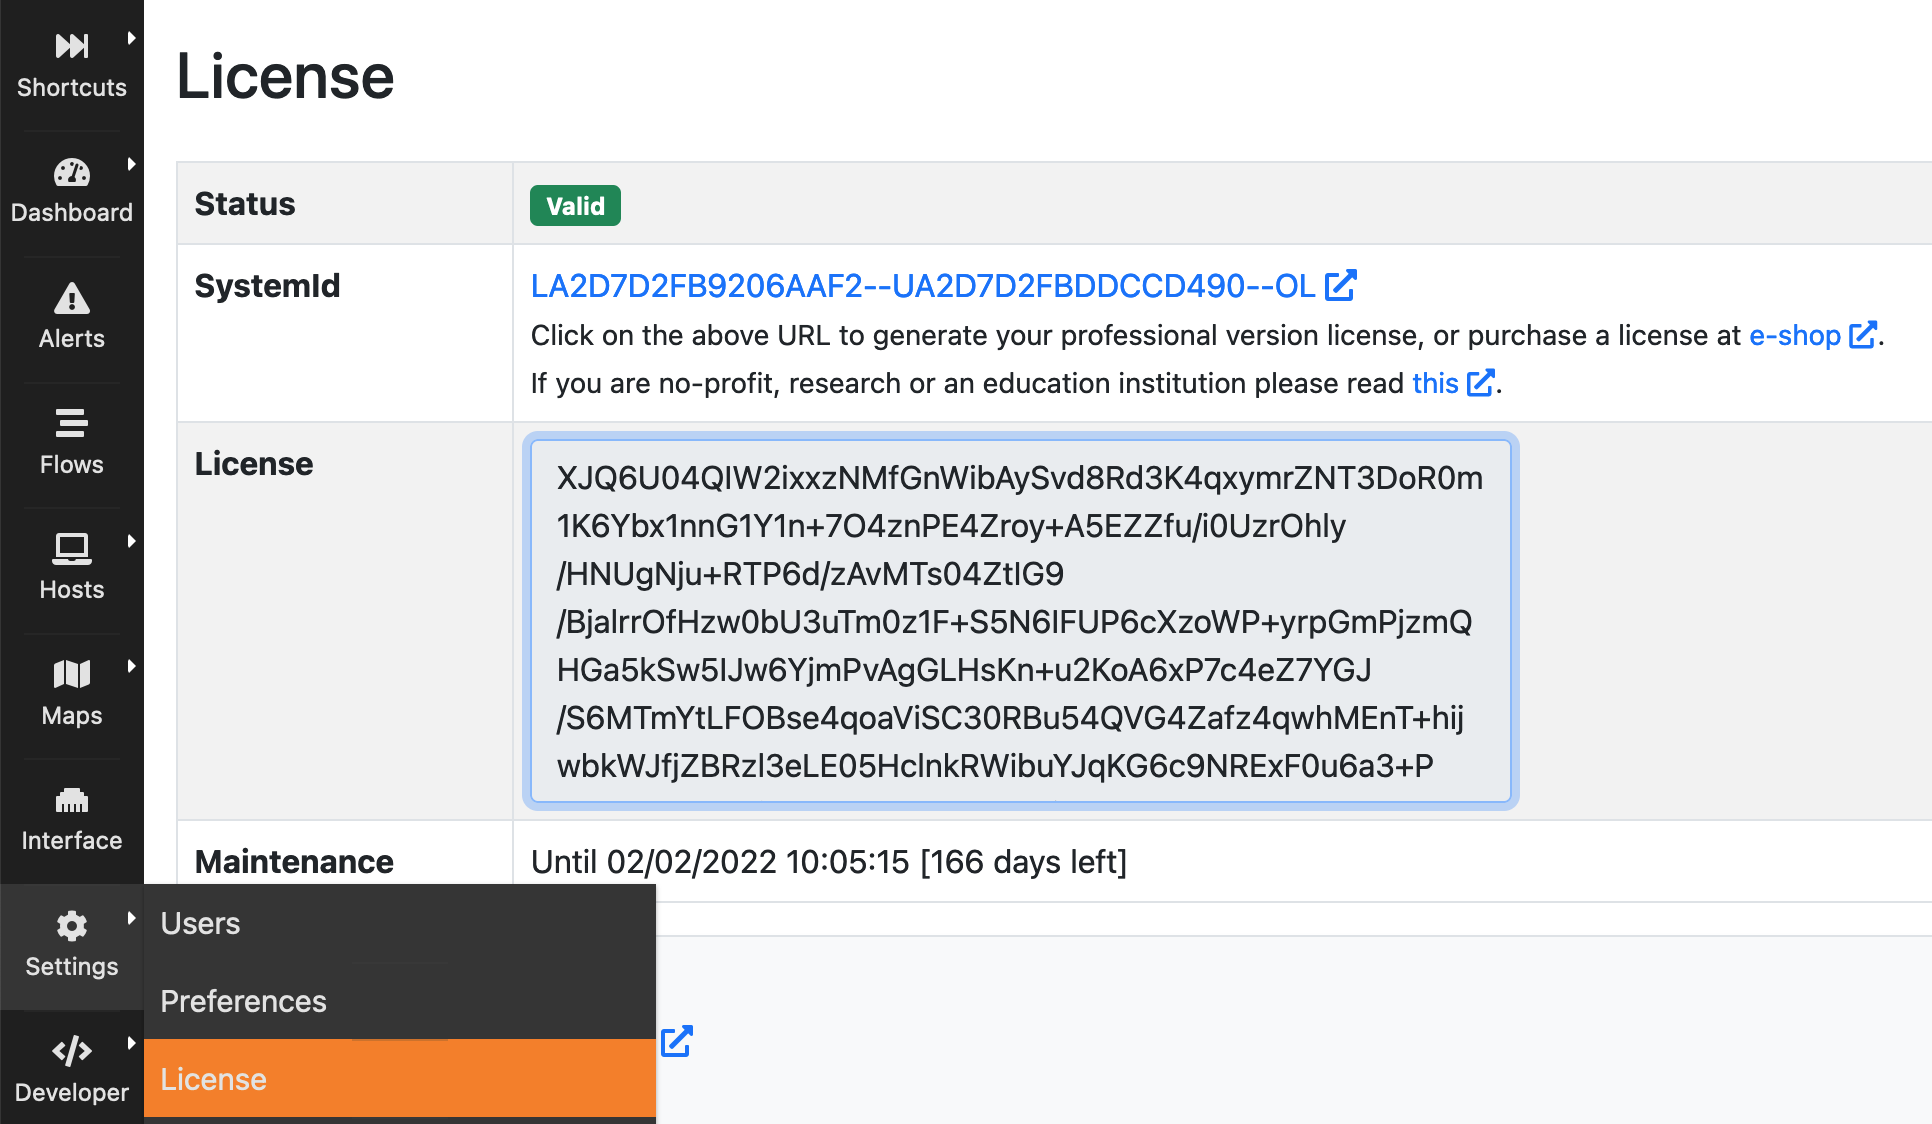 Shortcuts
Dashboard
Alerts
Flows
Hosts
Maps
Interface
Settings
Developer
License
Status
Valid
SystemId
LA2D7D2FB9206AAF2--UA2D7D2FBDDCCD490--OL
Click on the above URL to generate your professional version license, or purchase a license at e-shop.
If you are no-profit, research or an education institution please read this.
License
XJQ6U04QIW2ixxzNMfGnWibAySvd8Rd3K4qxymrZNT3DoR0m
1K6Ybx1nnG1Y1n+7O4znPE4Zroy+A5EZZfu/i0UzrOhly
/HNUgNju+RTP6d/zAvMTs04ZtIG9
/BjalrrOfHzw0bU3uTm0z1F+S5N6IFUP6cXzoWP+yrpGmPjzmQ
HGa5kSw5IJw6YjmPvAgGLHsKn+u2KoA6xP7c4eZ7YGJ
/S6MTmYtLFOBse4qoaViSC30RBu54QVG4Zafz4qwhMEnT+hij
wbkWJfjZBRzl3eLE05HclnkRWibuYJqKG6c9NRExF0u6a3+P
Maintenance
Until 02/02/2022 10:05:15 [166 days left]
Users
Preferences
License